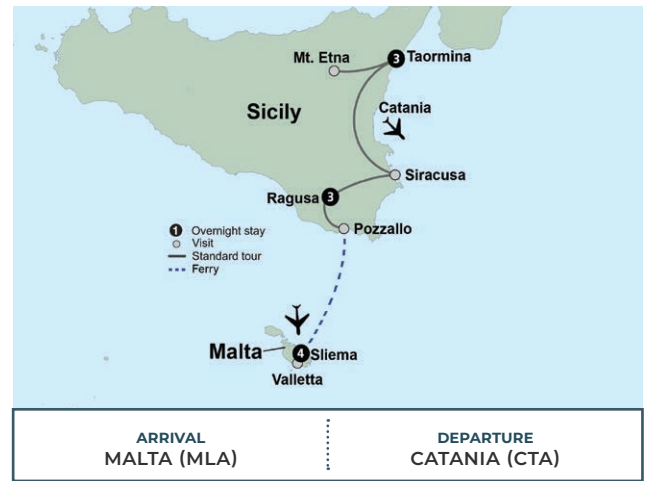 Mt. Etna
3 Taormina
Sicily
Catania
Siracusa
Ragusa 3
Pozzallo
1 Overnight stay
Visit
Standard tour
Ferry
Malta
4 Sliema
Valletta
ARRIVAL
MALTA (MLA)
DEPARTURE
CATANIA (CTA)